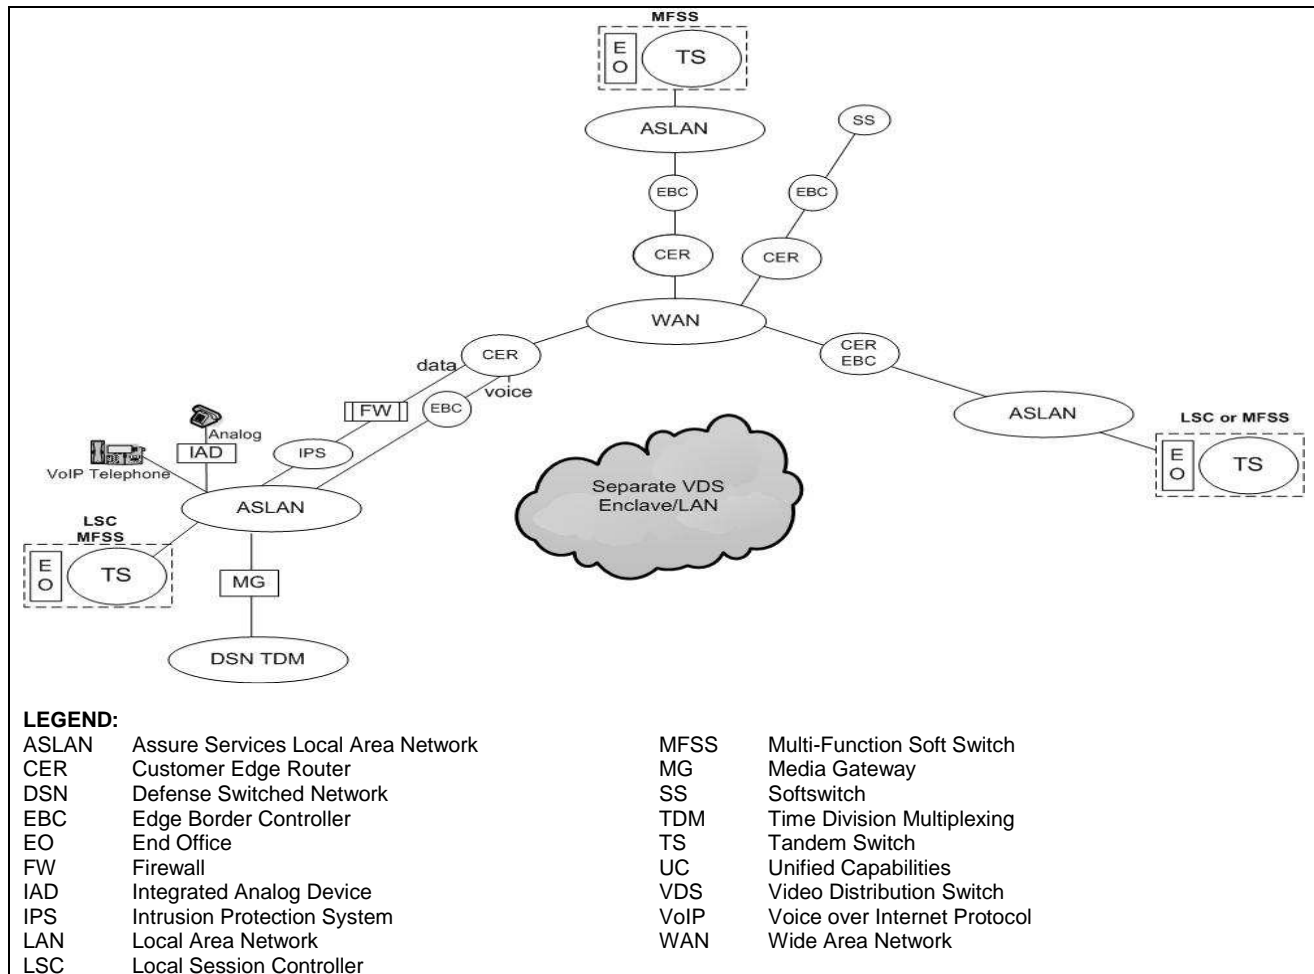 MFSS
E
O
TS
ASLAN
SS
EBC
EBC
CER
CER
WAN
CER
CER
EBC
data
voice
FW
EBC
ASLAN
LSC or MFSS
Analog
IAD
IPS
E
O
TS
VoIP Telephone
Separate VDS
Enclave/LAN
ASLAN
LSC
MFSS
E
O
TS
MG
DSN TDM
LEGEND:
ASLAN Assure Services Local Area Network
CER Customer Edge Router
DSN Defense Switched Network
EBC Edge Border Controller
EO End Office
FW Firewall
IAD Integrated Analog Device
IPS Intrusion Protection System
LAN Local Area Network
LSC Local Session Controller
MFSS Multi-Function Soft Switch
MG Media Gateway
SS Softswitch
TDM Time Division Multiplexing
TS Tandem Switch
UC Unified Capabilities
VDS Video Distribution Switch
VoIP Voice over Internet Protocol
WAN Wide Area Network